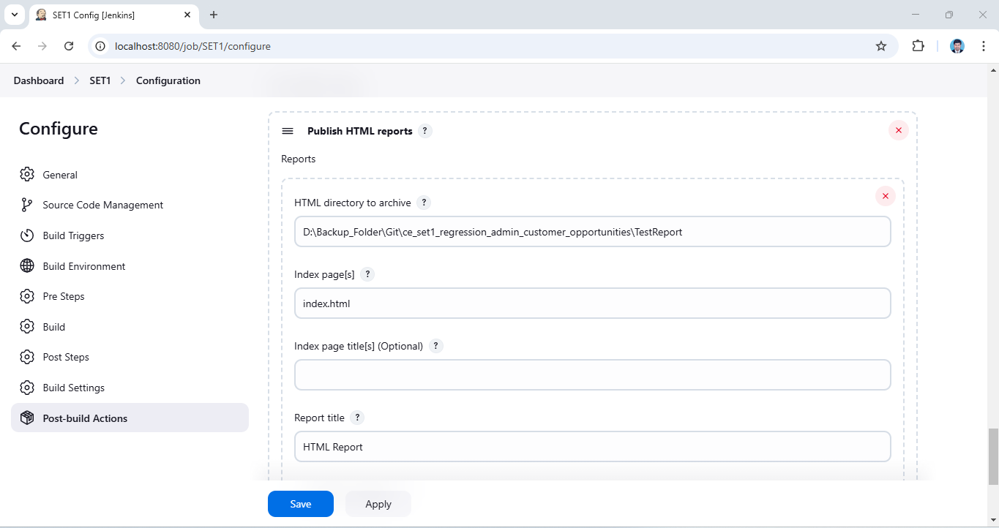 SET1 Config [Jenkins]
localhost:8080/job/SET1/configure
Dashboard
SET1
Configuration
Configure
General
Source Code Management
Build Triggers
Build Environment
Pre Steps
Build
Post Steps
Build Settings
Post-build Actions
Publish HTML reports ?
Reports
HTML directory to archive ?
D:\Backup_Folder\Git\ce_set1_regression_admin_customer_opportunities\TestReport
Index page[s] ?
index.html
Index page title[s] (Optional) ?
Report title ?
HTML Report
Save
Apply